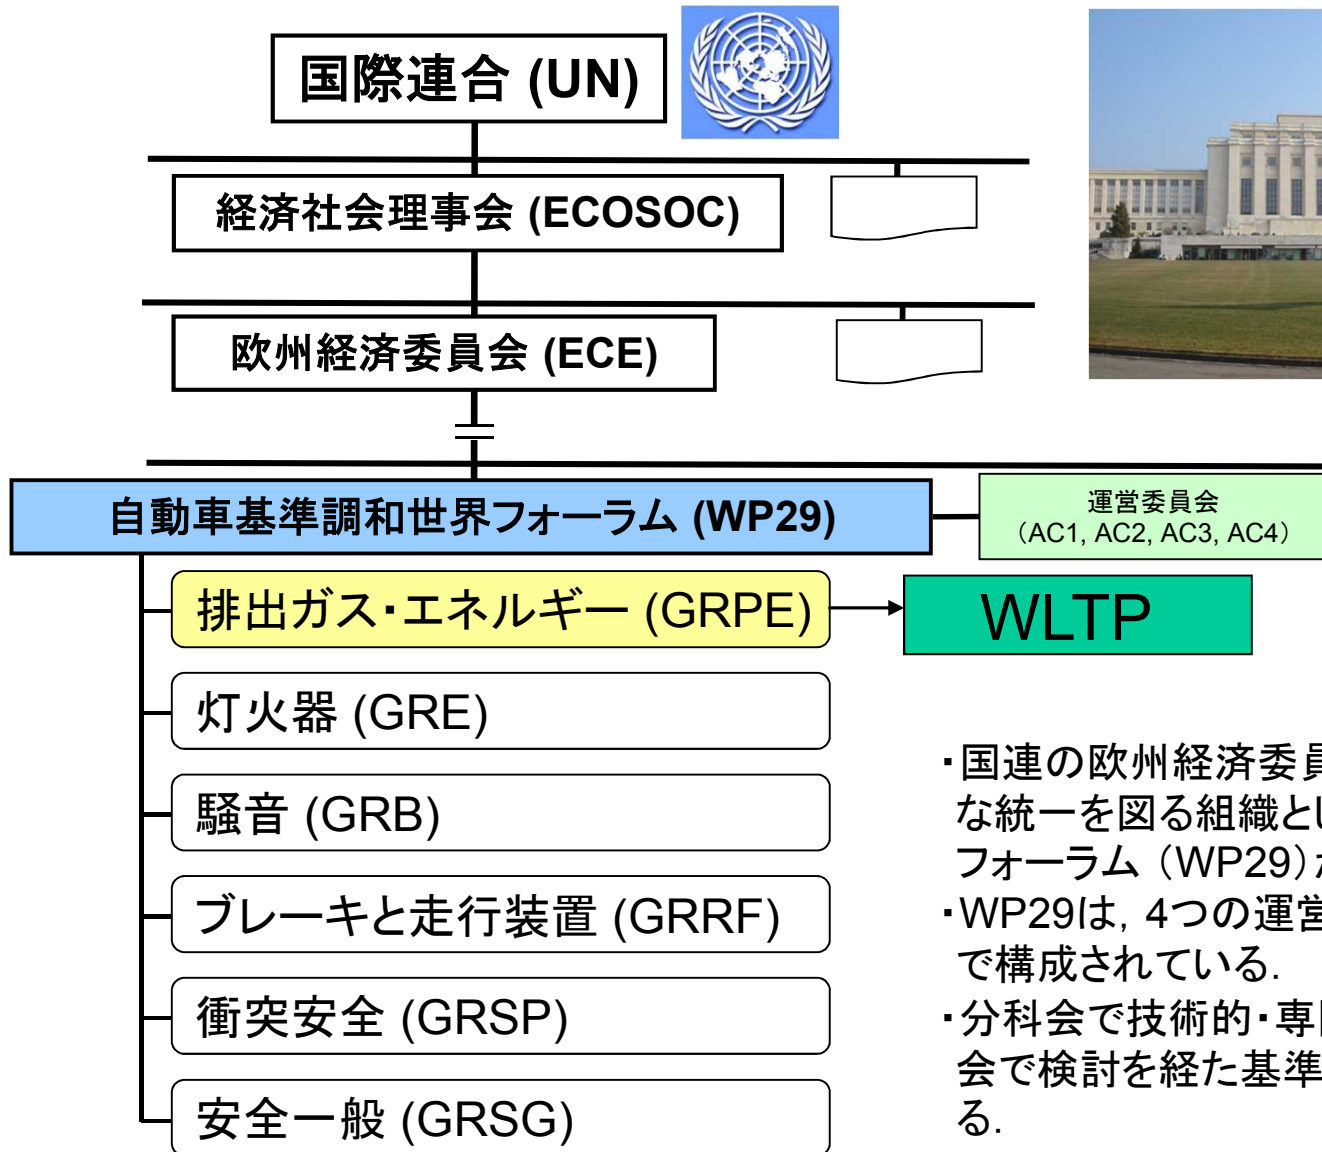 国際連合 (UN)
経済社会理事会 (ECOSOC)
欧州経済委員会 (ECE)
自動車基準調和世界フォーラム (WP29)
運営委員会
（AC1, AC2, AC3, AC4）
排出ガス・エネルギー (GRPE)
WLTP
灯火器 (GRE)
騒音 (GRB)
ブレーキと走行装置 (GRRF)
衝突安全 (GRSP)
安全一般 (GRSG)
・国連の欧州経済委員
な統一を図る組織とし
フォーラム（WP29）が
・WP29は, 4つの運営
で構成されている.
・分科会で技術的・専
会で検討を経た基準
る.